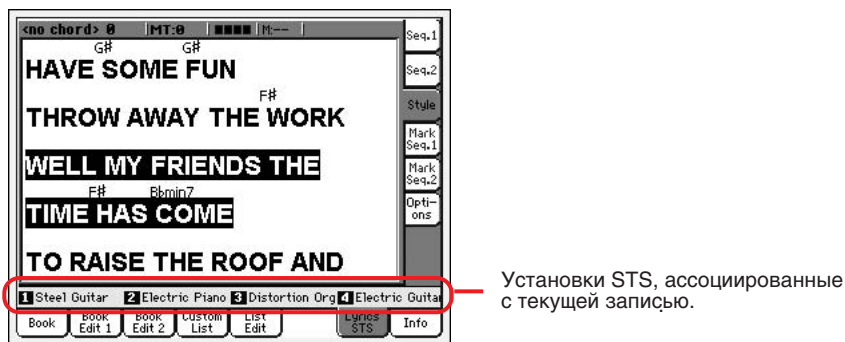 <no chord> 0 MT:0 M:--
Seq.1
G# G#
HAVE SOME FUN
Seq.2
F#
Style
THROW AWAY THE WORK
Mark
Seq.1
WELL MY FRIENDS THE
Mark
Seq.2
F# Bbmin7
TIME HAS COME
Opti-
ons
TO RAISE THE ROOF AND
1 Steel Guitar 2 Electric Piano 3 Distortion Org 4 Electric Guitar
Установки STS, ассоциированные
с текущей записью.
Book Book Edit 1 Book Edit 2 Custom List List Edit Lyrics STS Info